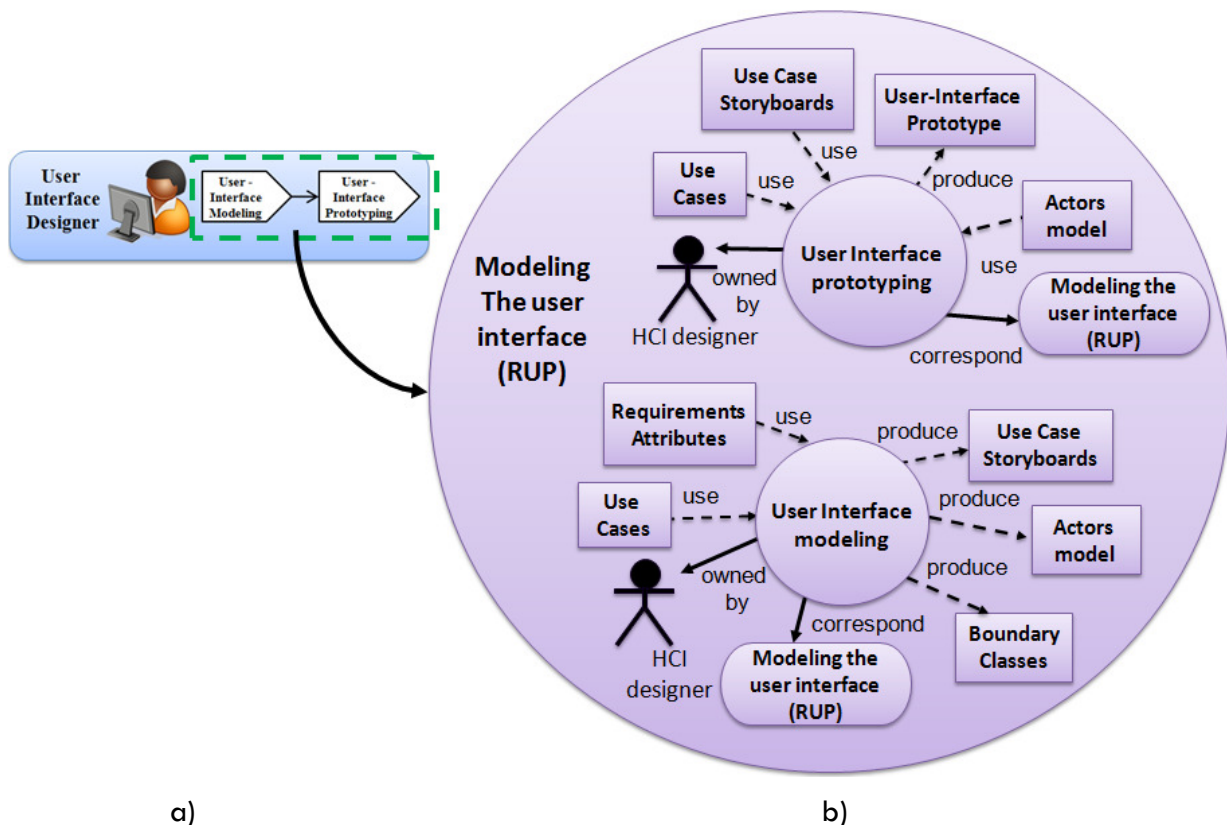 User
Interface
Designer
User -
Interface
Modeling
User -
Interface
Prototyping
Modeling
The user
interface
(RUP)
Use Case
Storyboards
User-Interface
Prototype
use
produce
Use
Cases
use
Actors
model
use
User Interface
prototyping
owned
by
HCI designer
Modeling the
user interface
(RUP)
correspond
Requirements
Attributes
use
produce
Use Case
Storyboards
Use
Cases
use
User Interface
modeling
produce
Actors
model
owned
by
HCI
designer
produce
Boundary
Classes
correspond
Modeling the
user interface
(RUP)
a)
b)